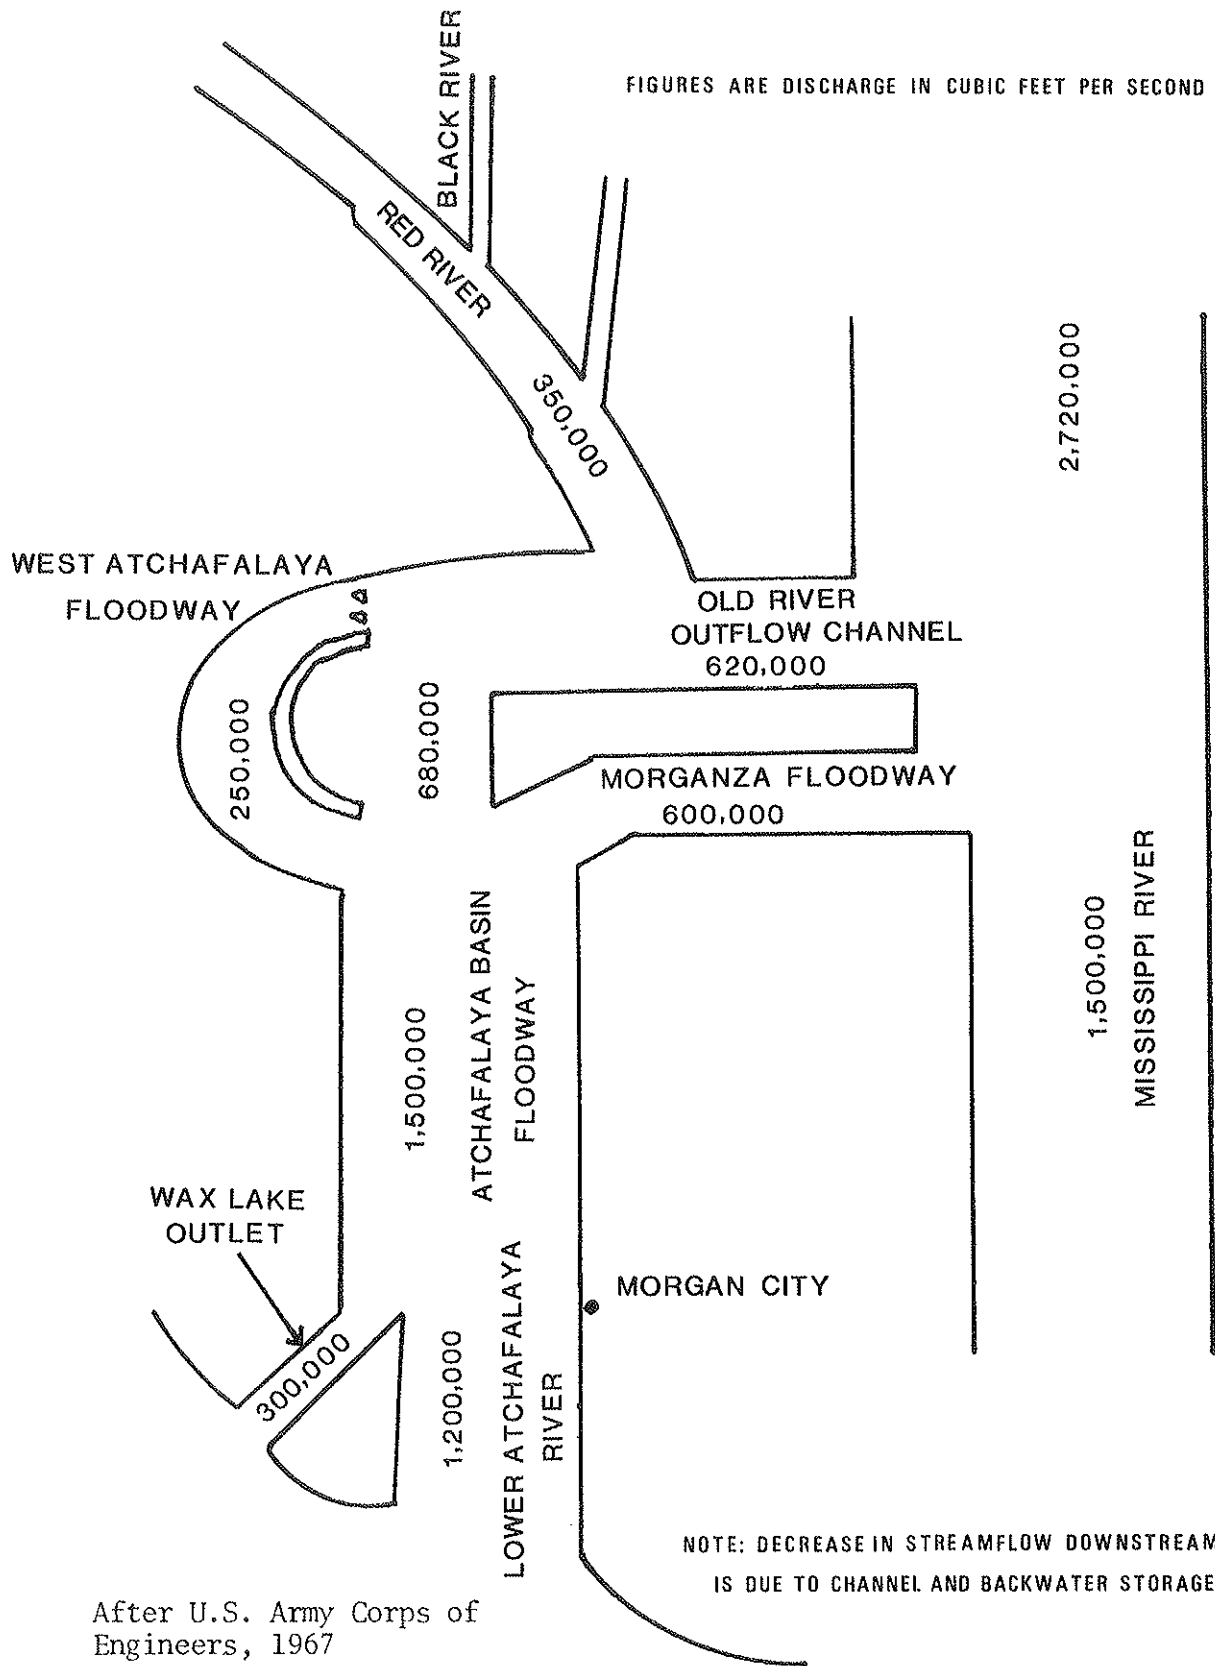 FIGURES ARE DISCHARGE IN CUBIC FEET PER SECOND
BLACK RIVER
RED RIVER
350,000
2,720,000
WEST ATCHAFALAYA
FLOODWAY
OLD RIVER
OUTFLOW CHANNEL
620,000
250,000
680,000
MORGANZA FLOODWAY
600,000
1,500,000
MISSISSIPPI RIVER
1,500,000
ATCHAFALAYA BASIN
FLOODWAY
WAX LAKE
OUTLET
300,000
MORGAN CITY
1,200,000
LOWER ATCHAFALAYA
RIVER
NOTE: DECREASE IN STREAMFLOW DOWNSTREAM
IS DUE TO CHANNEL AND BACKWATER STORAGE
After U.S. Army Corps of
Engineers, 1967